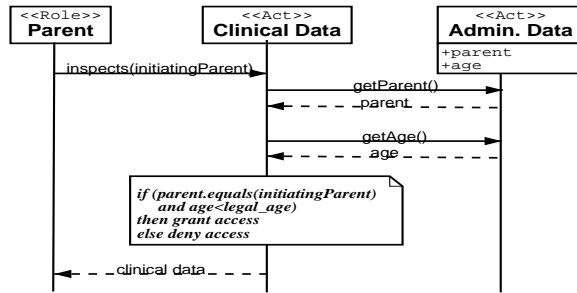 <<Role>>
Parent
<<Act>>
Clinical Data
<<Act>>
Admin. Data
+parent
+age
inspects(initiatingParent)
getParent()
parent
getAge()
age
if (parent.equals(initiatingParent)
and age<legal_age)
then grant access
else deny access
clinical data